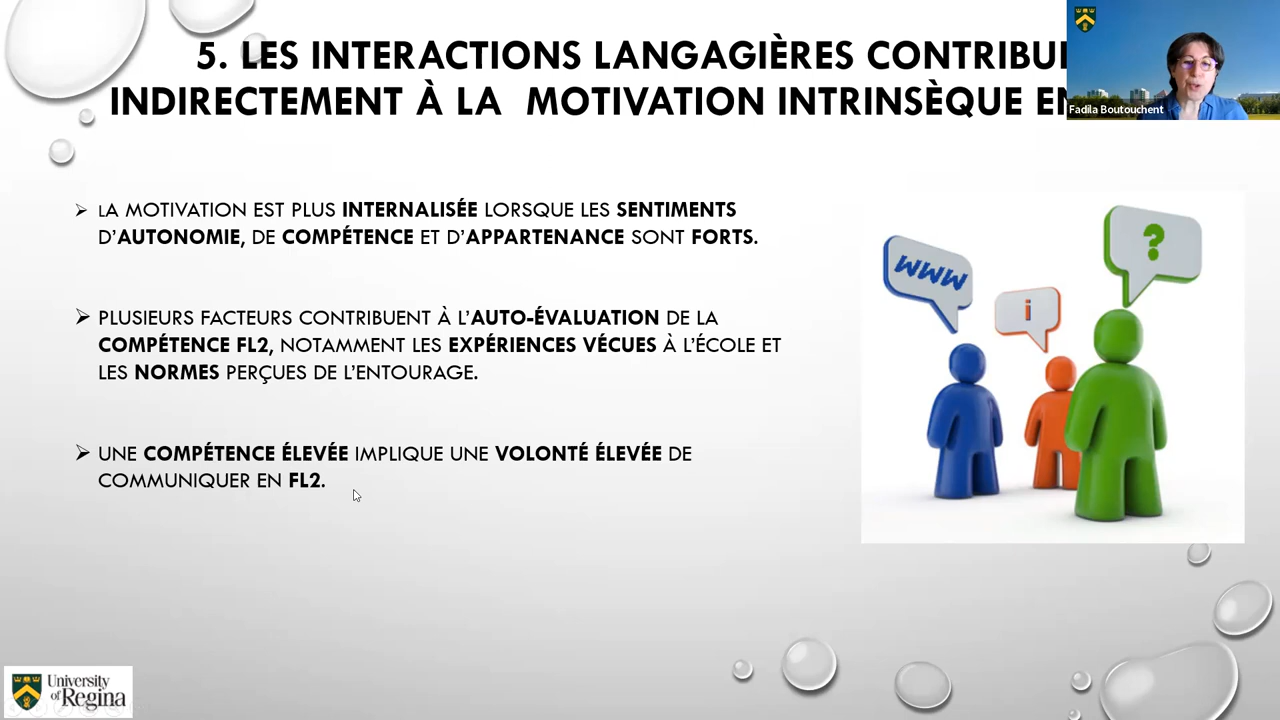 5. LES INTERACTIONS LANGAGIÈRES
INDIRECTEMENT À LA MOTIVATION INTRINSÈQUE
Fadila Boutouchent
➢ LA MOTIVATION EST PLUS INTERNALISÉE LORSQUE LES SENTIMENTS
D'AUTONOMIE, DE COMPÉTENCE ET D'APPARTENANCE SONT FORTS.
➢ PLUSIEURS FACTEURS CONTRIBUENT À L'AUTO-ÉVALUATION DE LA
COMPÉTENCE FL2, NOTAMMENT LES EXPÉRIENCES VÉCUES À L'ÉCOLE ET
LES NORMES PERÇUES DE L'ENTOURAGE.
➢ UNE COMPÉTENCE ÉLEVÉE IMPLIQUE UNE VOLONTÉ ÉLEVÉE DE
COMMUNIQUER EN FL2.
WWW
i
?
University
of Regina